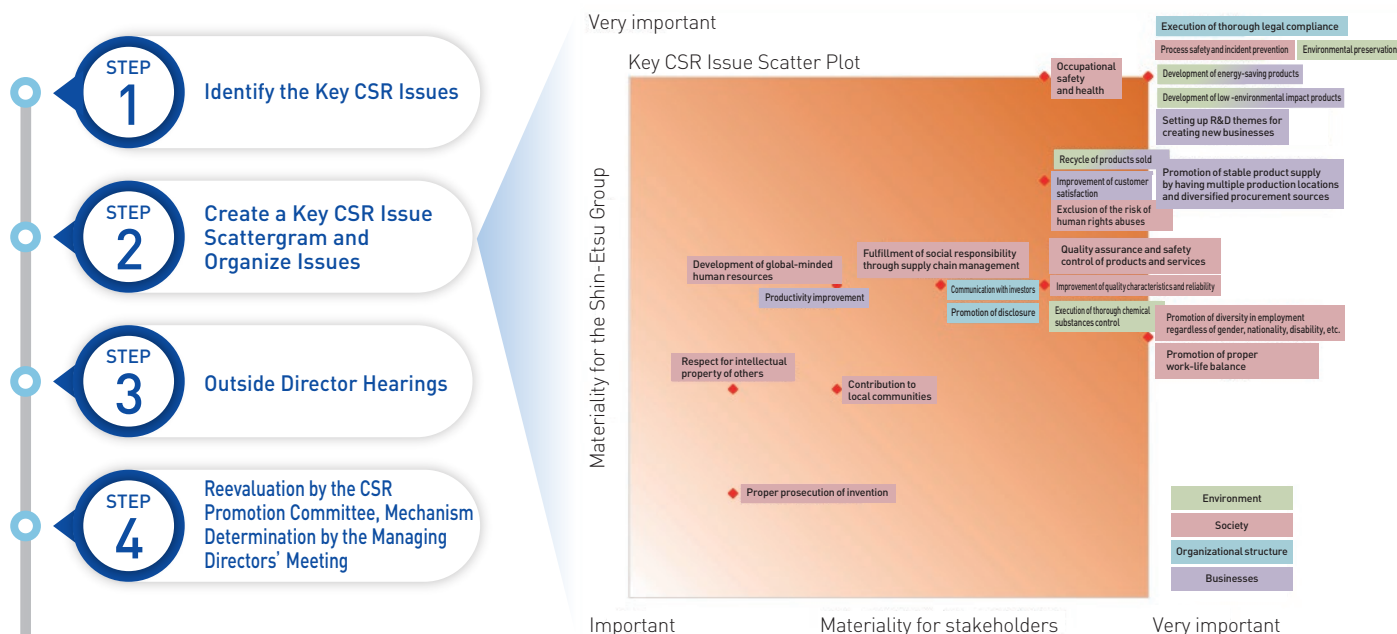 STEP
1
Identify the Key CSR Issues
STEP
2
Create a Key CSR Issue
Scattergram and
Organize Issues
STEP
3
Outside Director Hearings
STEP
4
Reevaluation by the CSR
Promotion Committee, Mechanism
Determination by the Managing
Directors' Meeting
Very important
Key CSR Issue Scatter Plot
Materiality for the Shin-Etsu Group
Occupational
safety
and health
Execution of thorough legal compliance
Process safety and incident prevention
Environmental preservation
Development of energy-saving products
Development of low -environmental impact products
Setting up R&D themes for
creating new businesses
Recycle of products sold
Improvement of customer
satisfaction
Exclusion of the risk of
human rights abuses
Promotion of stable product supply
by having multiple production locations
and diversified procurement sources
Development of global-minded
human resources
Productivity improvement
Fulfillment of social responsibility
through supply chain management
Communication with investors
Promotion of disclosure
Quality assurance and safety
control of products and services
Improvement of quality characteristics and reliability
Execution of thorough chemical
substances control
Promotion of diversity in employment
regardless of gender, nationality, disability, etc.
Promotion of proper
work-life balance
Respect for intellectual
property of others
Contribution to
local communities
Proper prosecution of invention
Environment
Society
Organizational structure
Businesses
Important
Materiality for stakeholders
Very important